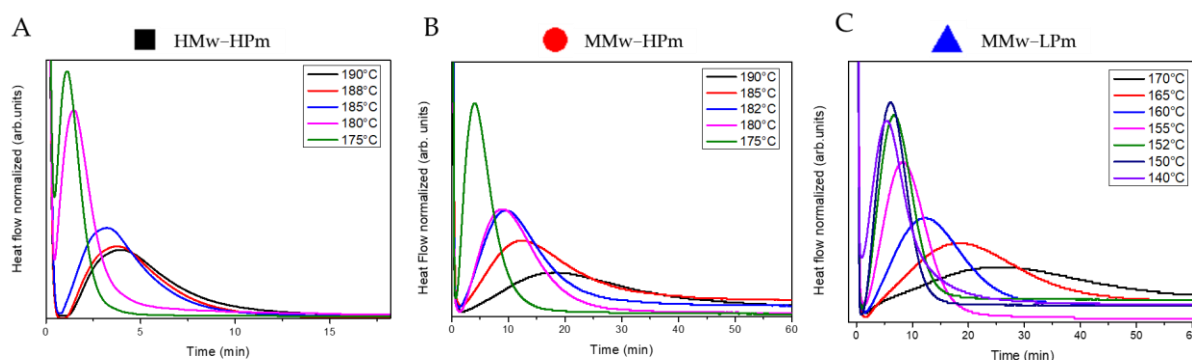 A
HMw–HPm
Heat flow normalized (arb.units)
190°C
188°C
185°C
180°C
175°C
0
5
10
15
Time (min)
B
MMw–HPm
Heat Flow normalized (arb. units)
190°C
185°C
182°C
180°C
175°C
0
10
20
30
40
50
60
Time (min)
C
MMw–LPm
Heat flow normalized (arb.units)
170°C
165°C
160°C
155°C
152°C
150°C
140°C
0
10
20
30
40
50
60
Time (min)